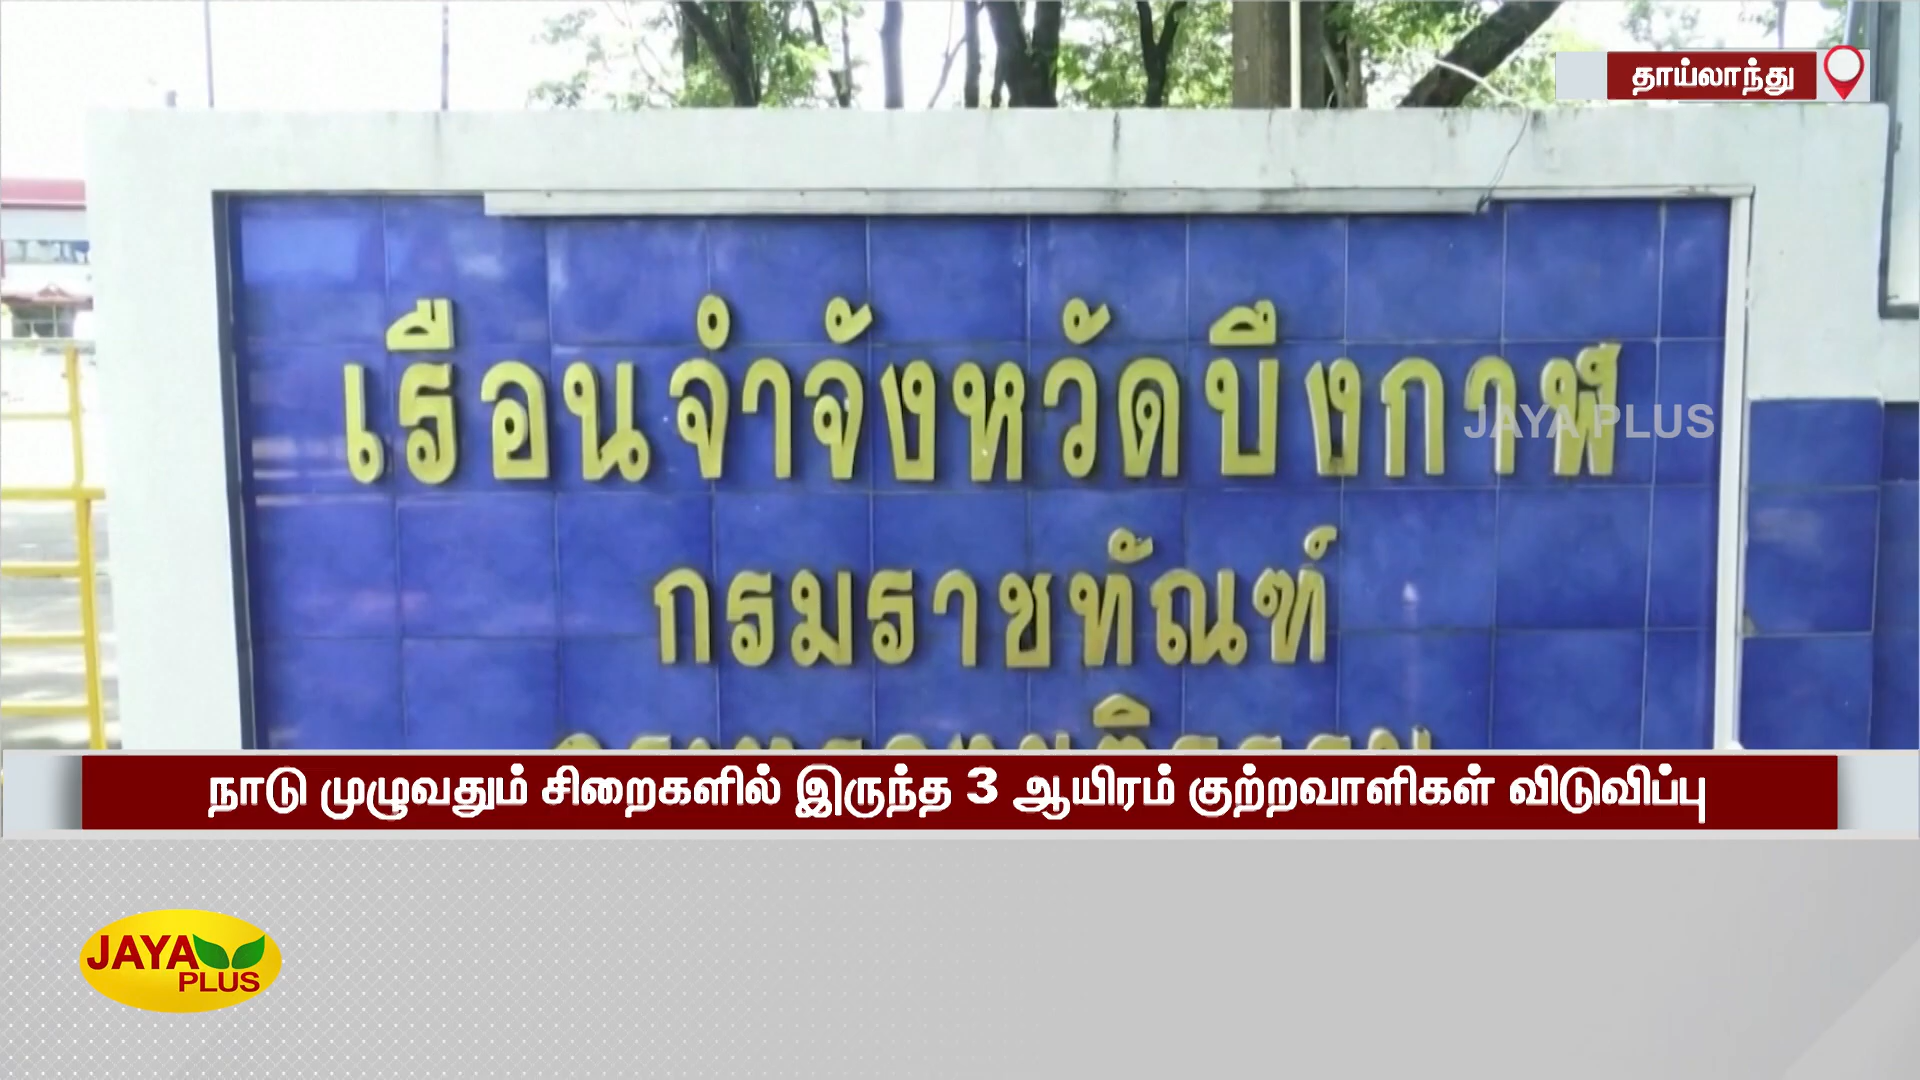 தாய்லாந்து
เรือนจำจังหวัดบึงกาฬ
JAYA PLUS
กรมราชทัณฑ์
நாடு முழுவதும் சிறைகளில் இருந்த 3 ஆயிரம் குற்றவாளிகள் விடுவிப்பு
JAYA
PLUS